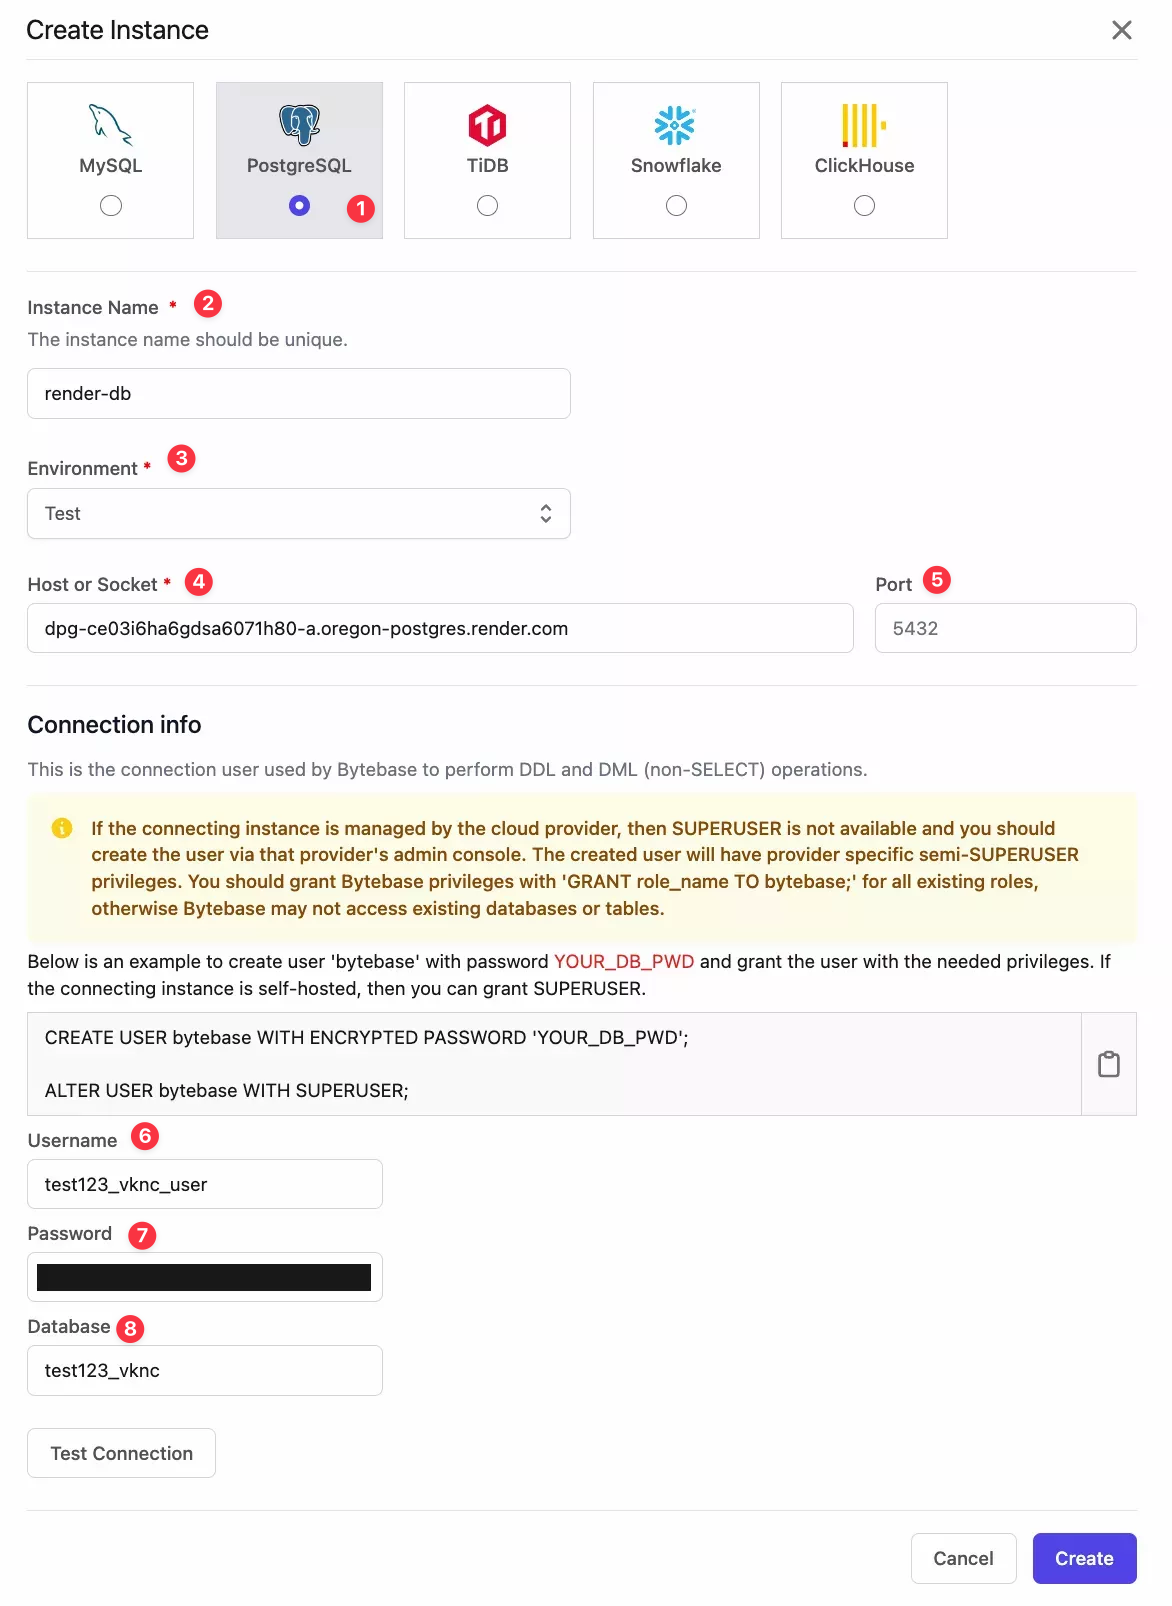 Create Instance
MySQL
PostgreSQL
TiDB
Snowflake
ClickHouse
1
Instance Name * 2
The instance name should be unique.
render-db
Environment * 3
Test
Host or Socket * 4
Port 5
dpg-ce03i6ha6gdsa6071h80-a.oregon-postgres.render.com
5432
Connection info
This is the connection user used by Bytebase to perform DDL and DML (non-SELECT) operations.
If the connecting instance is managed by the cloud provider, then SUPERUSER is not available and you should
create the user via that provider's admin console. The created user will have provider specific semi-SUPERUSER
privileges. You should grant Bytebase privileges with 'GRANT role_name TO bytebase;' for all existing roles,
otherwise Bytebase may not access existing databases or tables.
Below is an example to create user 'bytebase' with password YOUR_DB_PWD and grant the user with the needed privileges. If
the connecting instance is self-hosted, then you can grant SUPERUSER.
CREATE USER bytebase WITH ENCRYPTED PASSWORD 'YOUR_DB_PWD';
ALTER USER bytebase WITH SUPERUSER;
Username 6
test123_vknc_user
Password 7
Database 8
test123_vknc
Test Connection
Cancel
Create